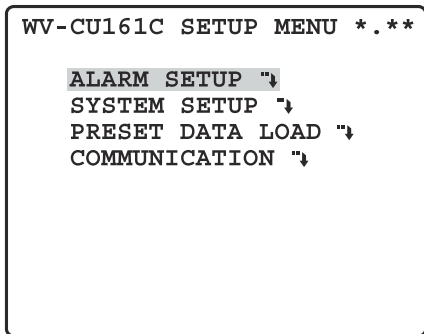 WV-CU161C SETUP MENU *.**
ALARM SETUP
SYSTEM SETUP
PRESET DATA LOAD
COMMUNICATION